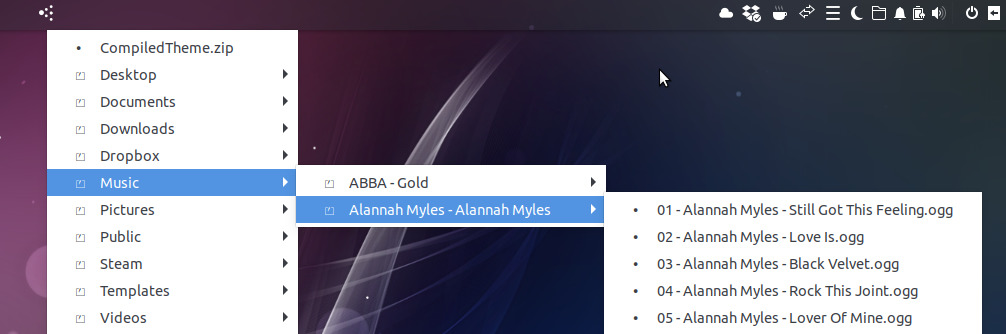 CompiledTheme.zip
Desktop
Documents
Downloads
Dropbox
Music
Pictures
Public
Steam
Templates
Videos
ABBA - Gold
Alannah Myles - Alannah Myles
01 - Alannah Myles - Still Got This Feeling.ogg
02 - Alannah Myles - Love Is.ogg
03 - Alannah Myles - Black Velvet.ogg
04 - Alannah Myles - Rock This Joint.ogg
05 - Alannah Myles - Lover Of Mine.ogg